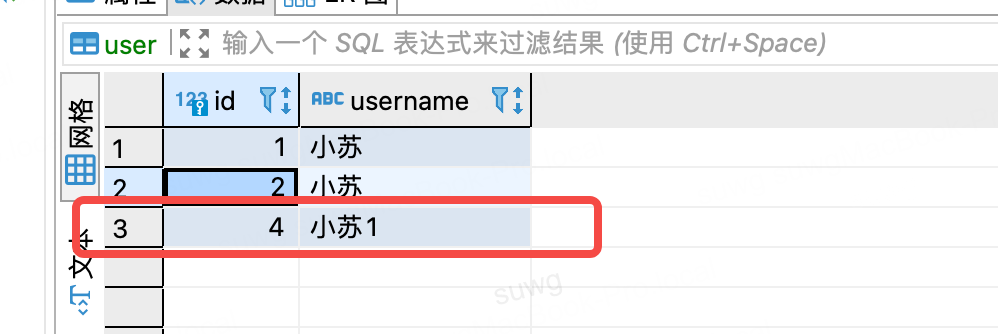 属性 数据 ER 图
user 输入一个 SQL 表达式来过滤结果 (使用 Ctrl+Space)
网格
文本
123 id ABC username
1 1 小苏
2 2 小苏
3 4 小苏1
suwg